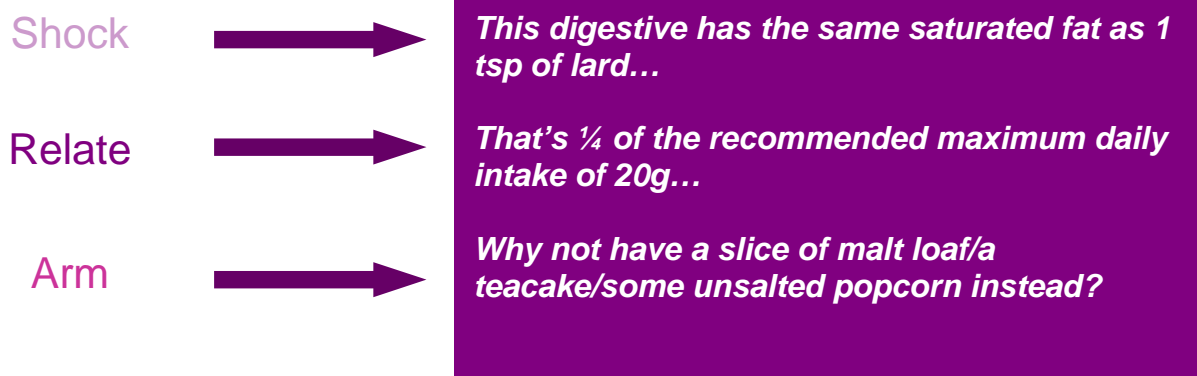 Shock
This digestive has the same saturated fat as 1
tsp of lard…
Relate
That's ¼ of the recommended maximum daily
intake of 20g…
Arm
Why not have a slice of malt loaf/a
teacake/some unsalted popcorn instead?